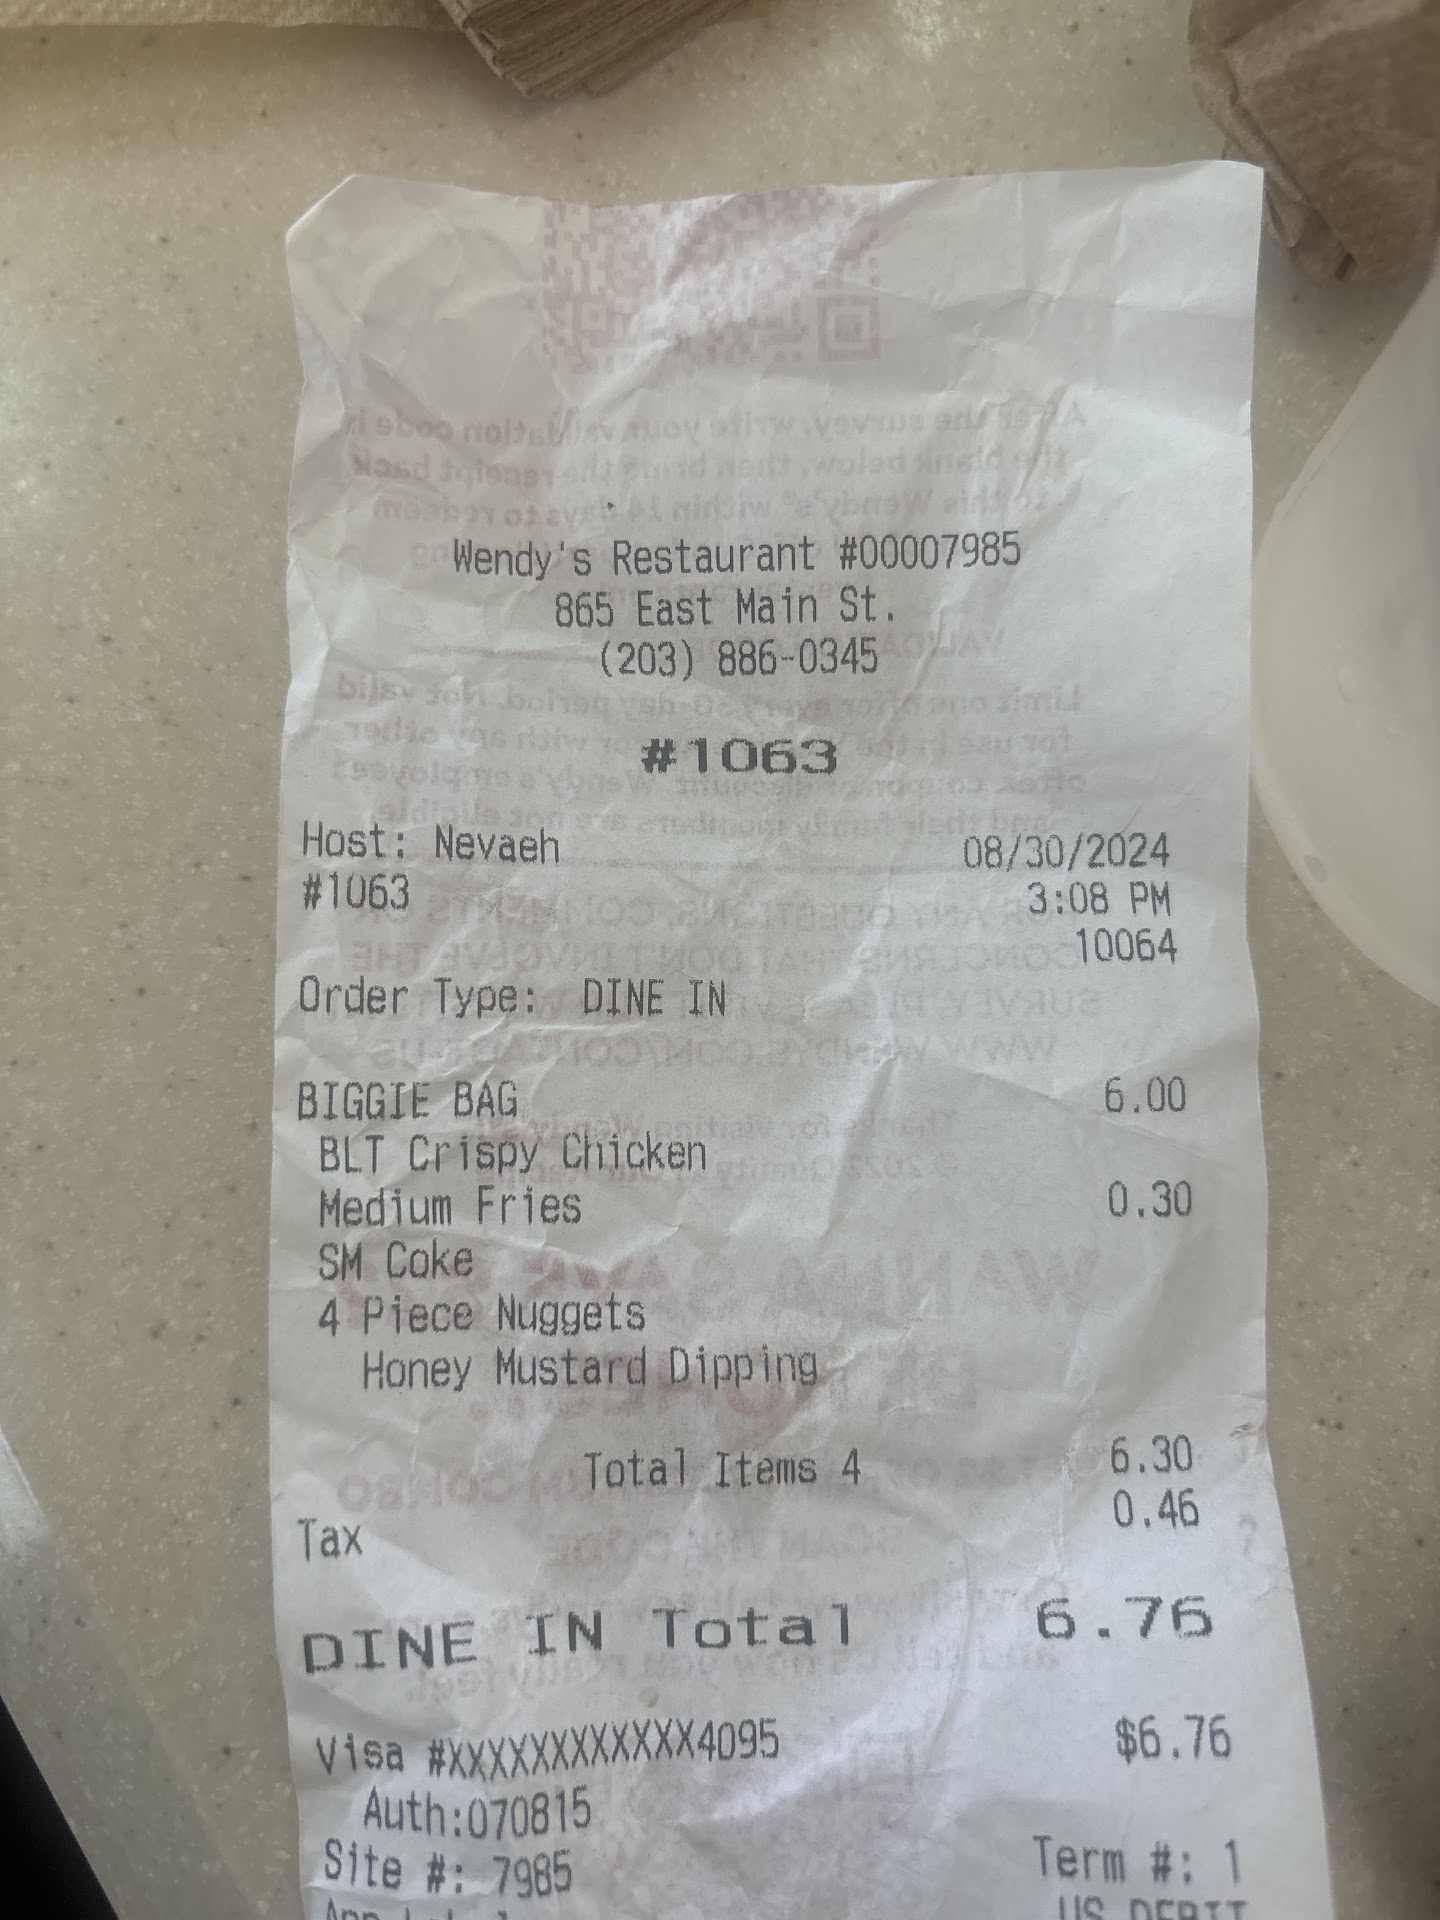 Wendy's Restaurant #00007985
865 East Main St.
(203) 886-0345
#1063
Host: Nevaeh 08/30/2024
#1063 3:08 PM
10064
Order Type: DINE IN
BIGGIE BAG 6.00
BLT Crispy Chicken
Medium Fries 0.30
SM Coke
4 Piece Nuggets
Honey Mustard Dipping
Total Items 4 6.30
Tax 0.46
DINE IN Total 6.76
Visa #XXXXXXXXXXXX4095 $6.76
Auth:070815
Site #: 7985 Term #: 1
US DEBIT